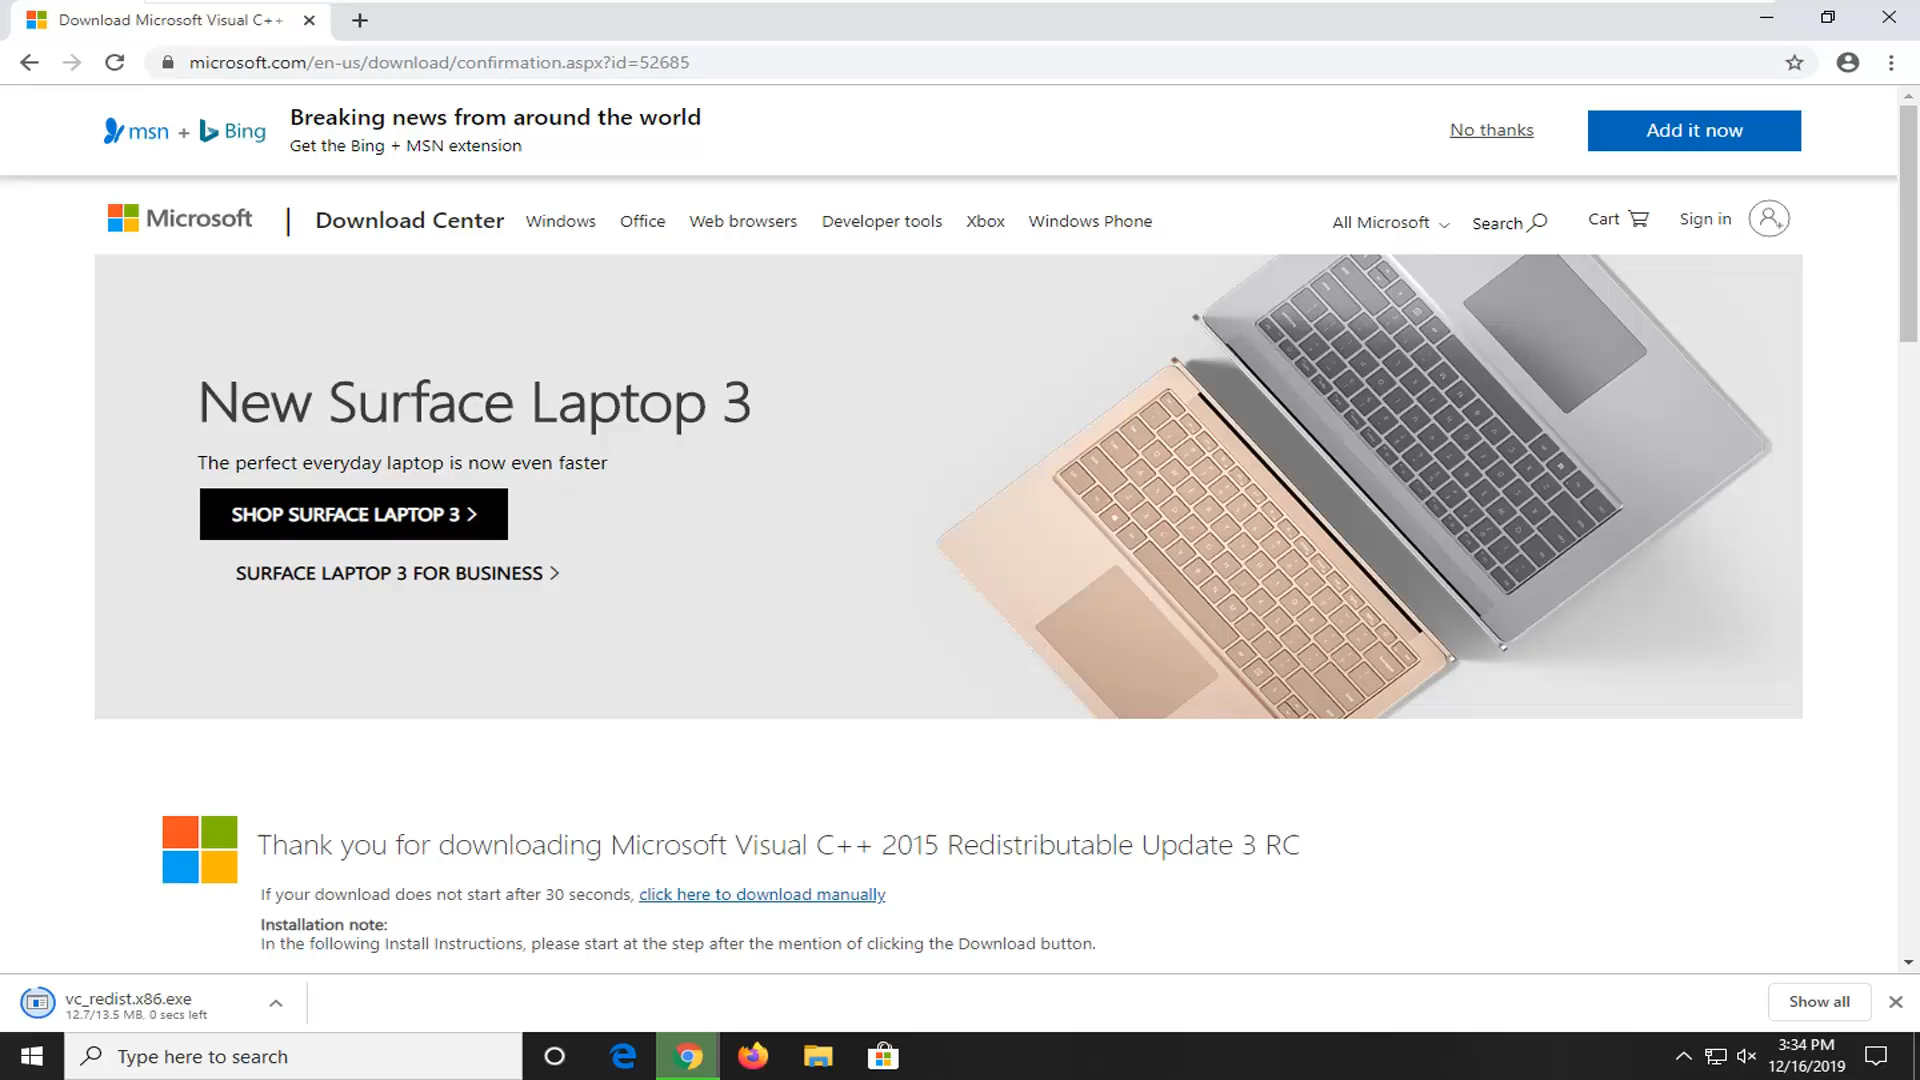 Download Microsoft Visual C++
microsoft.com/en-us/download/confirmation.aspx?id=52685
msn + Bing
Breaking news from around the world
Get the Bing + MSN extension
No thanks
Add it now
Microsoft
Download Center
Windows
Office
Web browsers
Developer tools
Xbox
Windows Phone
All Microsoft
Search
Cart
Sign in
New Surface Laptop 3
The perfect everyday laptop is now even faster
SHOP SURFACE LAPTOP 3 >
SURFACE LAPTOP 3 FOR BUSINESS >
Thank you for downloading Microsoft Visual C++ 2015 Redistributable Update 3 RC
If your download does not start after 30 seconds, click here to download manually
Installation note:
In the following Install Instructions, please start at the step after the mention of clicking the Download button.
vc_redist.x86.exe
12.7/13.5 MB, 0 secs left
Show all
Type here to search
3:34 PM
12/16/2019